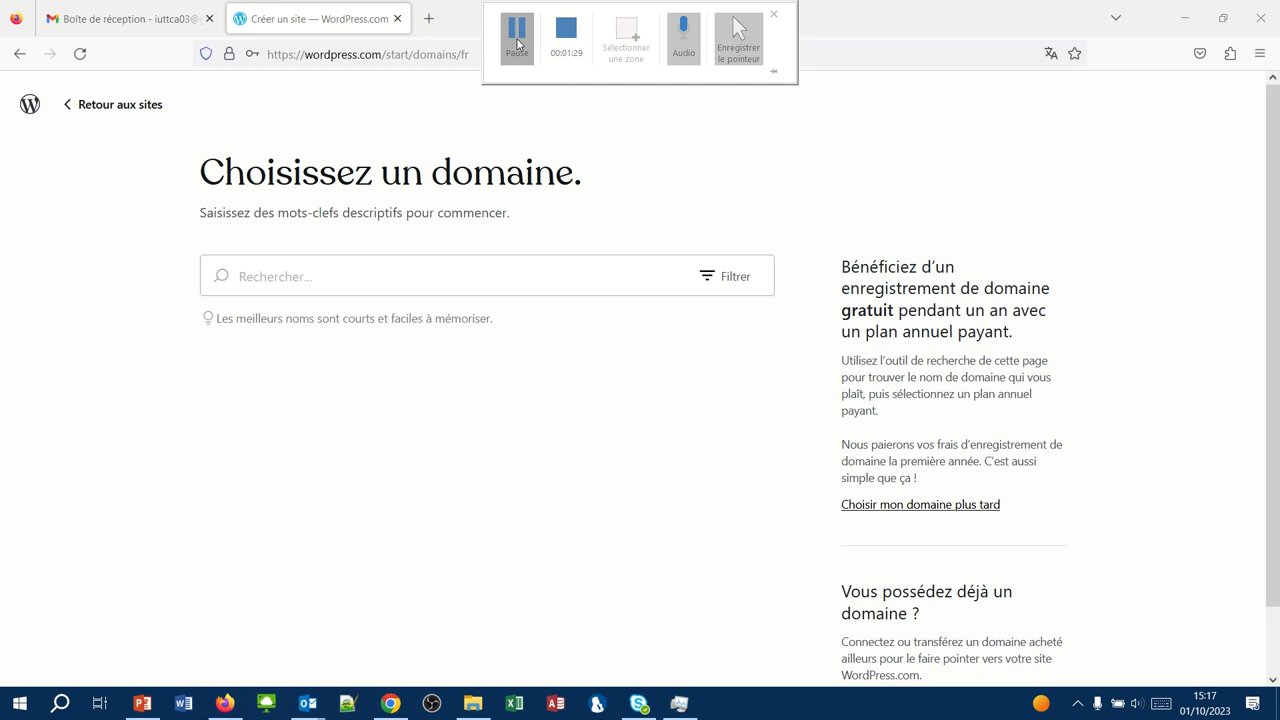 Boîte de réception - iuttca03@
Créer un site — WordPress.com
Pause
00:01:29
Sélectionner
une zone
Audio
Enregistrer
le pointeur
https://wordpress.com/start/domains/fr
Retour aux sites
Choisissez un domaine.
Saisissez des mots-clefs descriptifs pour commencer.
Rechercher...
Filtrer
Les meilleurs noms sont courts et faciles à mémoriser.
Bénéficiez d’un
enregistrement de domaine
gratuit pendant un an avec
un plan annuel payant.
Utilisez l’outil de recherche de cette page
pour trouver le nom de domaine qui vous
plaît, puis sélectionnez un plan annuel
payant.
Nous paierons vos frais d’enregistrement de
domaine la première année. C’est aussi
simple que ça !
Choisir mon domaine plus tard
Vous possédez déjà un
domaine ?
Connectez ou transférez un domaine acheté
ailleurs pour le faire pointer vers votre site
WordPress.com.
15:17
01/10/2023